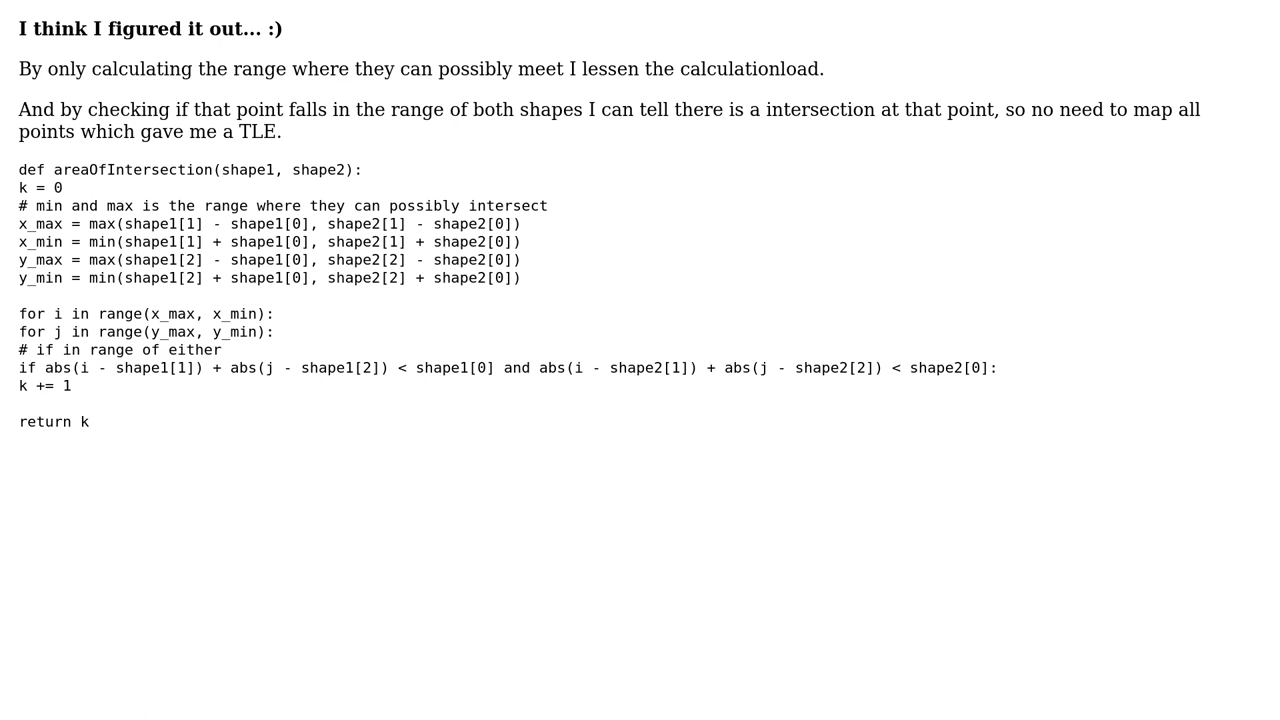 I think I figured it out... :)
By only calculating the range where they can possibly meet I lessen the calculationload.
And by checking if that point falls in the range of both shapes I can tell there is a intersection at that point, so no need to map all
points which gave me a TLE.
def areaOfIntersection(shape1, shape2):
k = 0
# min and max is the range where they can possibly intersect
x_max = max(shape1[1] - shape1[0], shape2[1] - shape2[0])
x_min = min(shape1[1] + shape1[0], shape2[1] + shape2[0])
y_max = max(shape1[2] - shape1[0], shape2[2] - shape2[0])
y_min = min(shape1[2] + shape1[0], shape2[2] + shape2[0])
for i in range(x_max, x_min):
for j in range(y_max, y_min):
# if in range of either
if abs(i - shape1[1]) + abs(j - shape1[2]) < shape1[0] and abs(i - shape2[1]) + abs(j - shape2[2]) < shape2[0]:
k += 1
return k